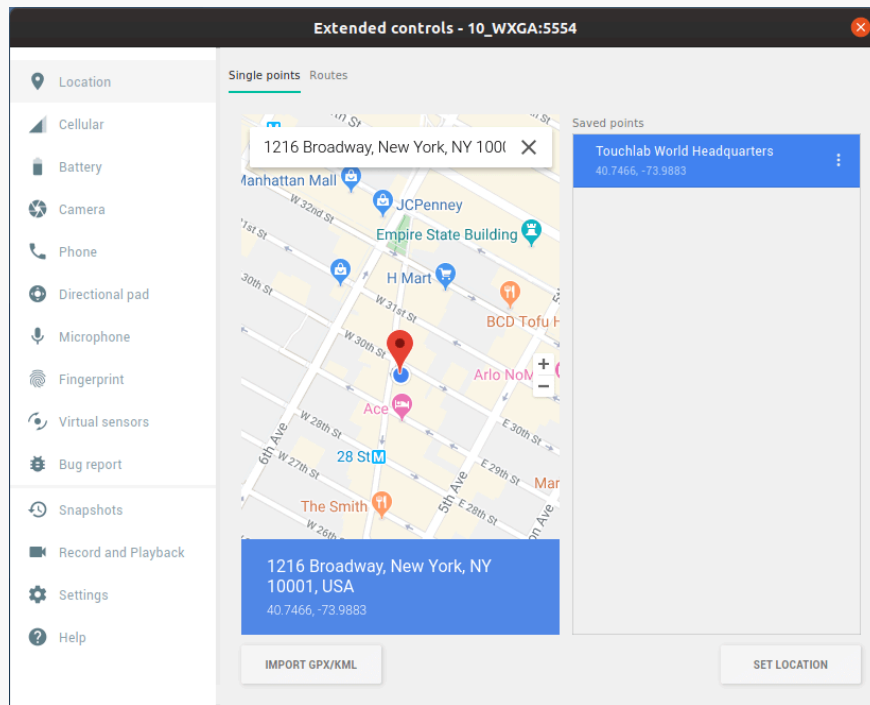 Extended controls - 10_WXGA:5554
Location
Cellular
Battery
Camera
Phone
Directional pad
Microphone
Fingerprint
Virtual sensors
Bug report
Snapshots
Record and Playback
Settings
Help
Single points
Routes
1216 Broadway, New York, NY 1000
Manhattan Mall
W 32nd St
JCPenney
Empire State Building
H Mart
30th St
W 31st St
BCD Tofu H
W 30th St
Arlo NoM
Ace
W 28th St
E 30th St
6th Ave
28 St
M
W 27th St
E 29th St
Mar
The Smith
5th Ave
E 28th St
W 26th
on Ave
+
−
1216 Broadway, New York, NY
10001, USA
40.7466, -73.9883
Saved points
Touchlab World Headquarters
40.7466, -73.9883
IMPORT GPX/KML
SET LOCATION